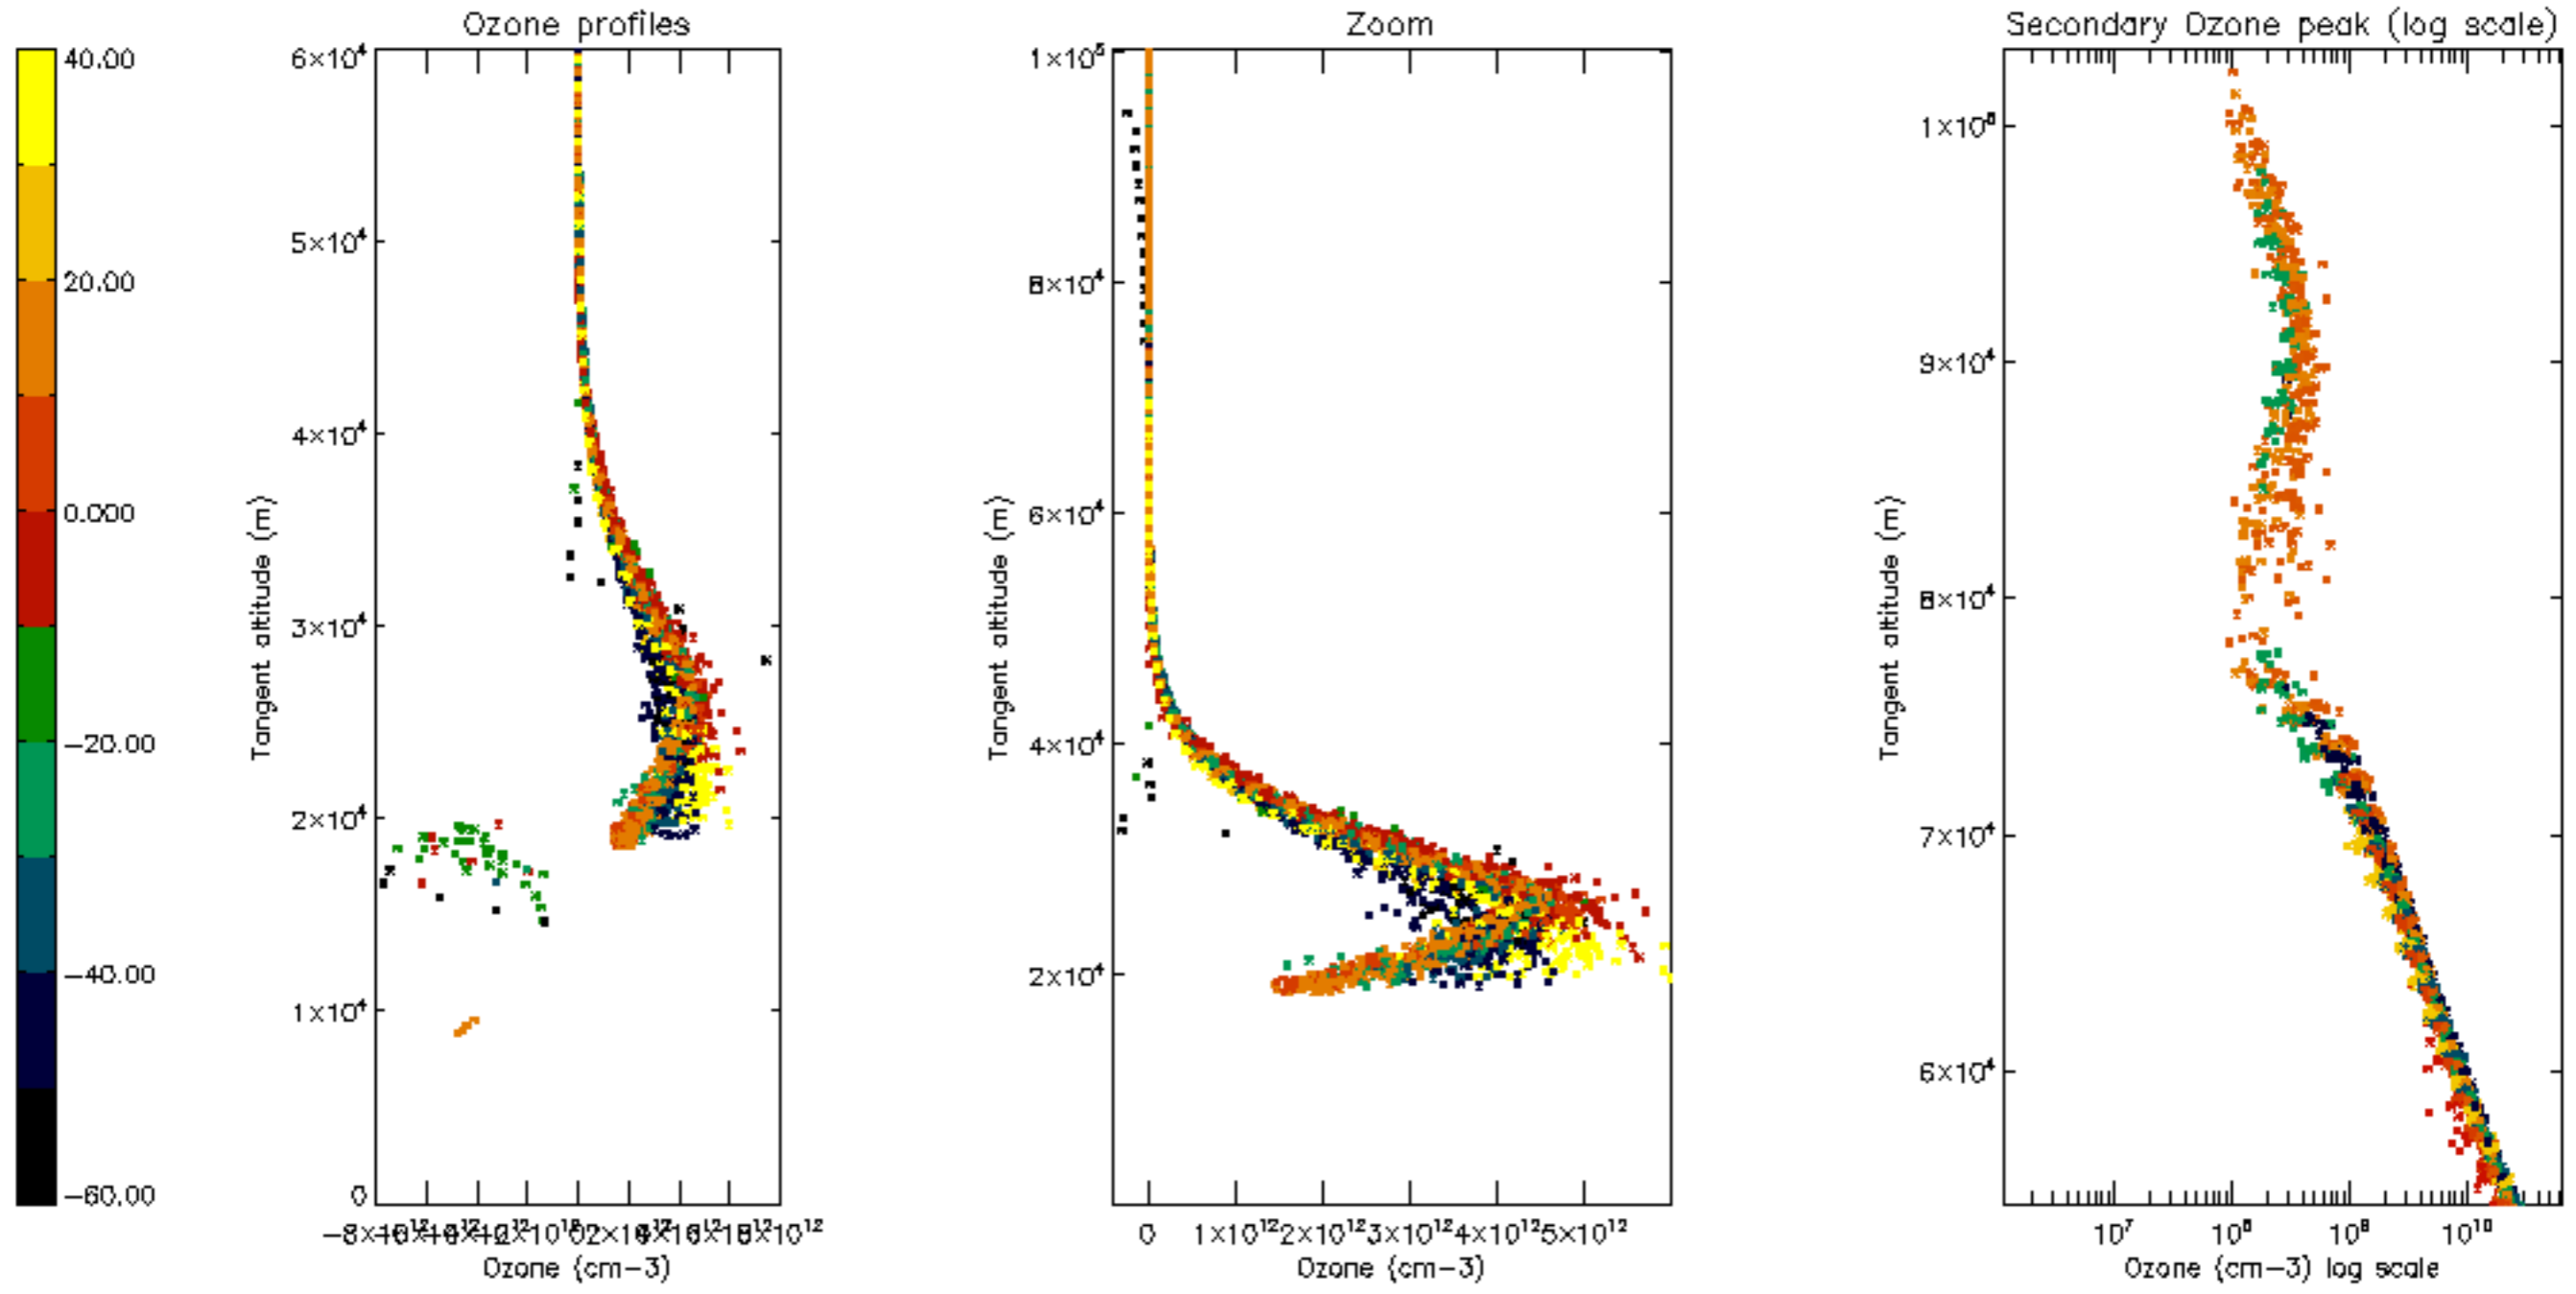 Ozone profiles
Zoom
Secondary Ozone peak (log scale)
40.00
20.00
0.000
−20.00
−40.00
−60.00
6×10⁴
5×10⁴
4×10⁴
3×10⁴
2×10⁴
1×10⁴
0
Tangent altitude (m)
Ozone (cm−3)
1×10⁵
8×10⁴
6×10⁴
4×10⁴
2×10⁴
Tangent altitude (m)
0 1×10¹² 2×10¹² 3×10¹² 4×10¹² 5×10¹²
Ozone (cm−3)
1×10⁵
9×10⁴
8×10⁴
7×10⁴
6×10⁴
Tangent altitude (m)
10⁷ 10⁸ 10⁹ 10¹⁰
Ozone (cm−3) log scale